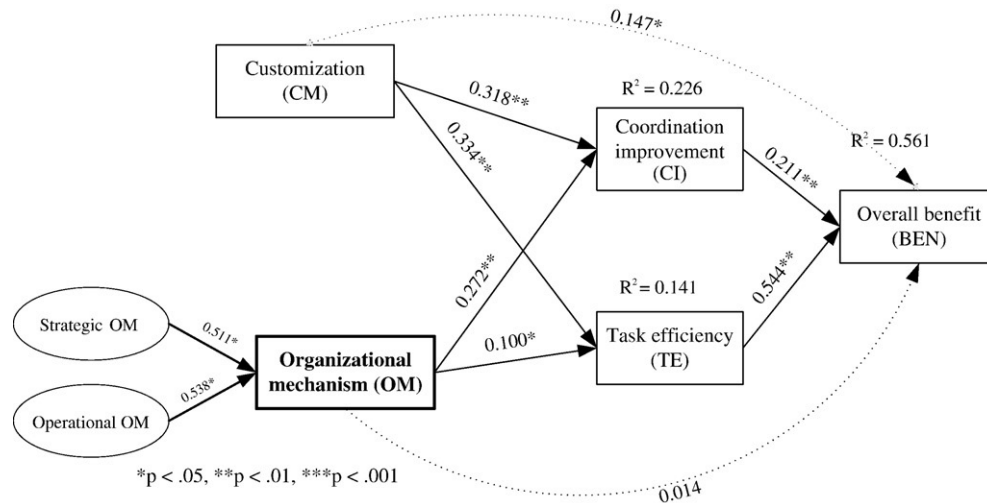 0.147*
Customization
(CM)
R² = 0.226
0.318**
0.334**
Coordination
improvement
(CI)
R² = 0.561
0.211**
Overall benefit
(BEN)
0.272**
R² = 0.141
0.544**
Strategic OM
0.511*
Organizational
mechanism (OM)
0.100*
Task efficiency
(TE)
0.538*
Operational OM
*p < .05, **p < .01, ***p < .001
0.014